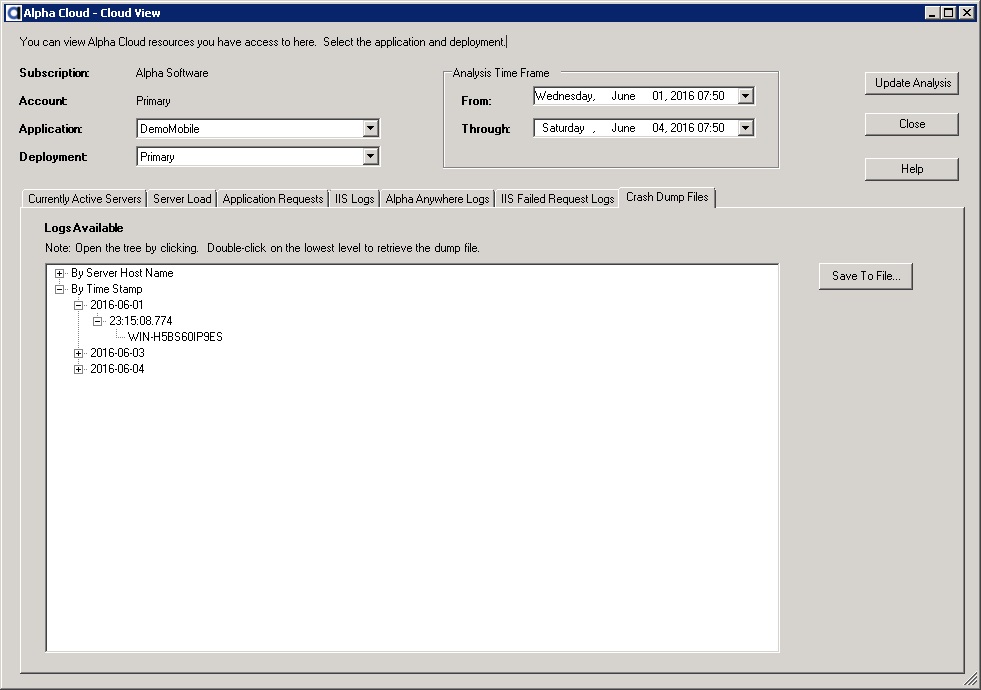 Alpha Cloud - Cloud View
You can view Alpha Cloud resources you have access to here.  Select the application and deployment.
Subscription: Alpha Software
Account: Primary
Application: DemoMobile
Deployment: Primary
Analysis Time Frame
From: Wednesday, June 01, 2016 07:50
Through: Saturday , June 04, 2016 07:50
Update Analysis
Close
Help
Currently Active Servers Server Load Application Requests IIS Logs Alpha Anywhere Logs IIS Failed Request Logs Crash Dump Files
Logs Available
Note: Open the tree by clicking.  Double-click on the lowest level to retrieve the dump file.
By Server Host Name
By Time Stamp
2016-06-01
23:15:08.774
WIN-H5BS60IP9ES
2016-06-03
2016-06-04
Save To File...